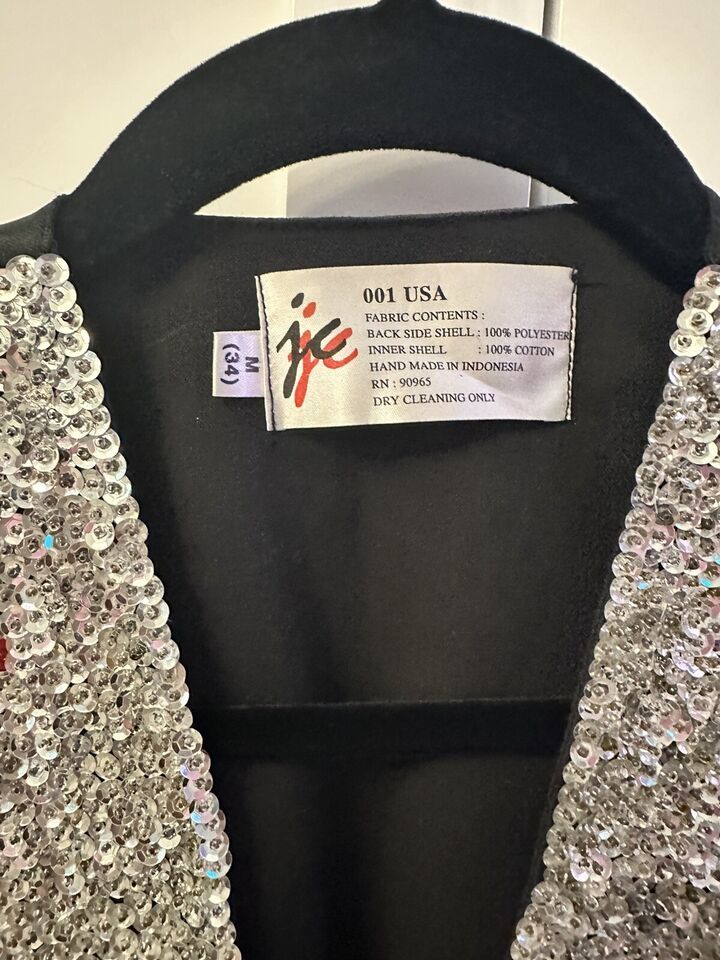 jjc
001 USA
FABRIC CONTENTS :
BACK SIDE SHELL : 100% POLYESTER
INNER SHELL : 100% COTTON
HAND MADE IN INDONESIA
RN : 90965
DRY CLEANING ONLY
M
(34)